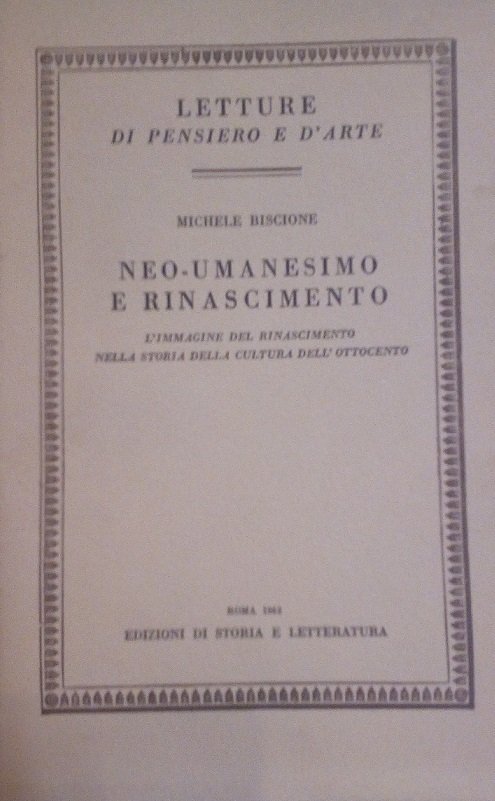 LETTURE
DI PENSIERO E D'ARTE
MICHELE BISCIONE
NEO-UMANESIMO
E RINASCIMENTO
L'IMMAGINE DEL RINASCIMENTO
NELLA STORIA DELLA CULTURA DELL'OTTOCENTO
ROMA
EDIZIONI DI STORIA E LETTERATURA